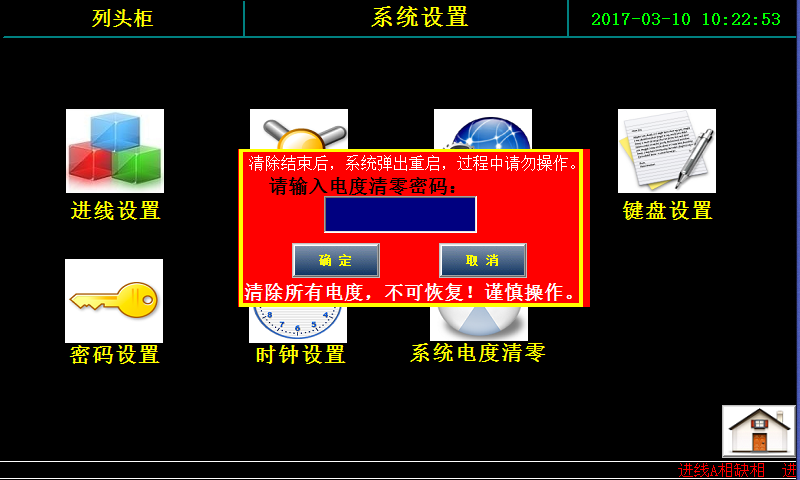 列头柜
系统设置
2017-03-10 10:22:53
清除结束后，系统弹出重启，过程中请勿操作。
请输入电度清零密码：
确 定
取 消
清除所有电度，不可恢复！谨慎操作。
进线设置
键盘设置
密码设置
时钟设置
系统电度清零
进线A相缺相 进